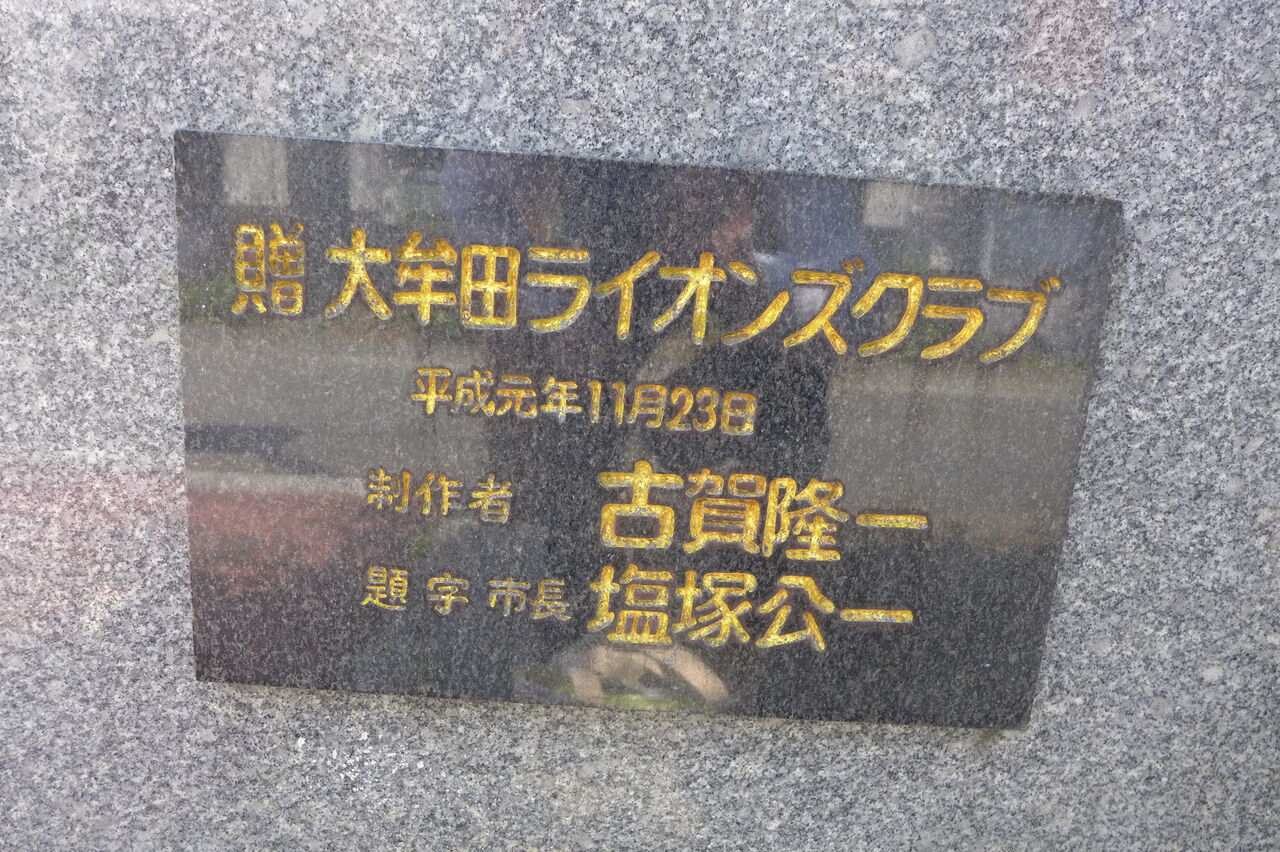 贈 大牟田ライオンズクラブ
平成元年11月23日
制作者 古賀隆一
題字 市長 塩塚公一